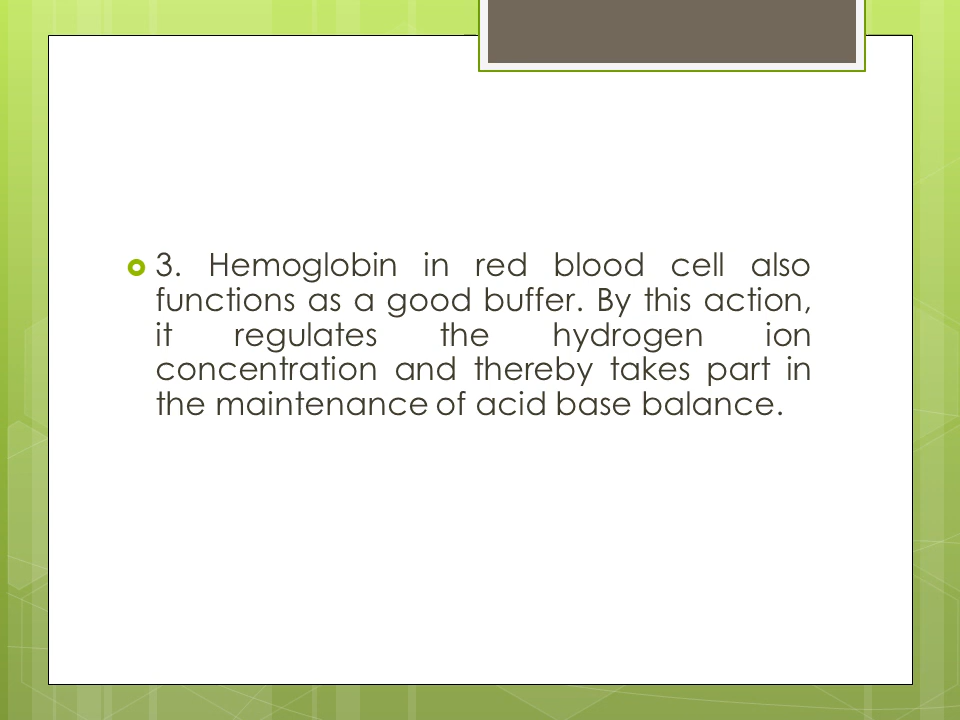 3. Hemoglobin in red blood cell also
functions as a good buffer. By this action,
it regulates the hydrogen ion
concentration and thereby takes part in
the maintenance of acid base balance.